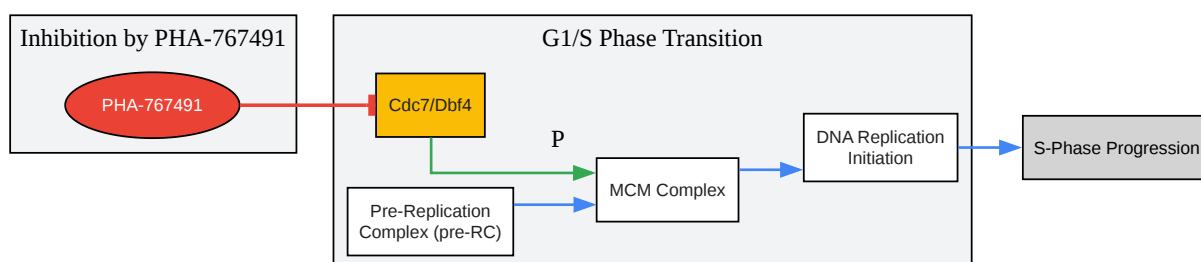 Inhibition by PHA-767491
PHA-767491
G1/S Phase Transition
Cdc7/Dbf4
P
Pre-Replication
Complex (pre-RC)
MCM Complex
DNA Replication
Initiation
S-Phase Progression